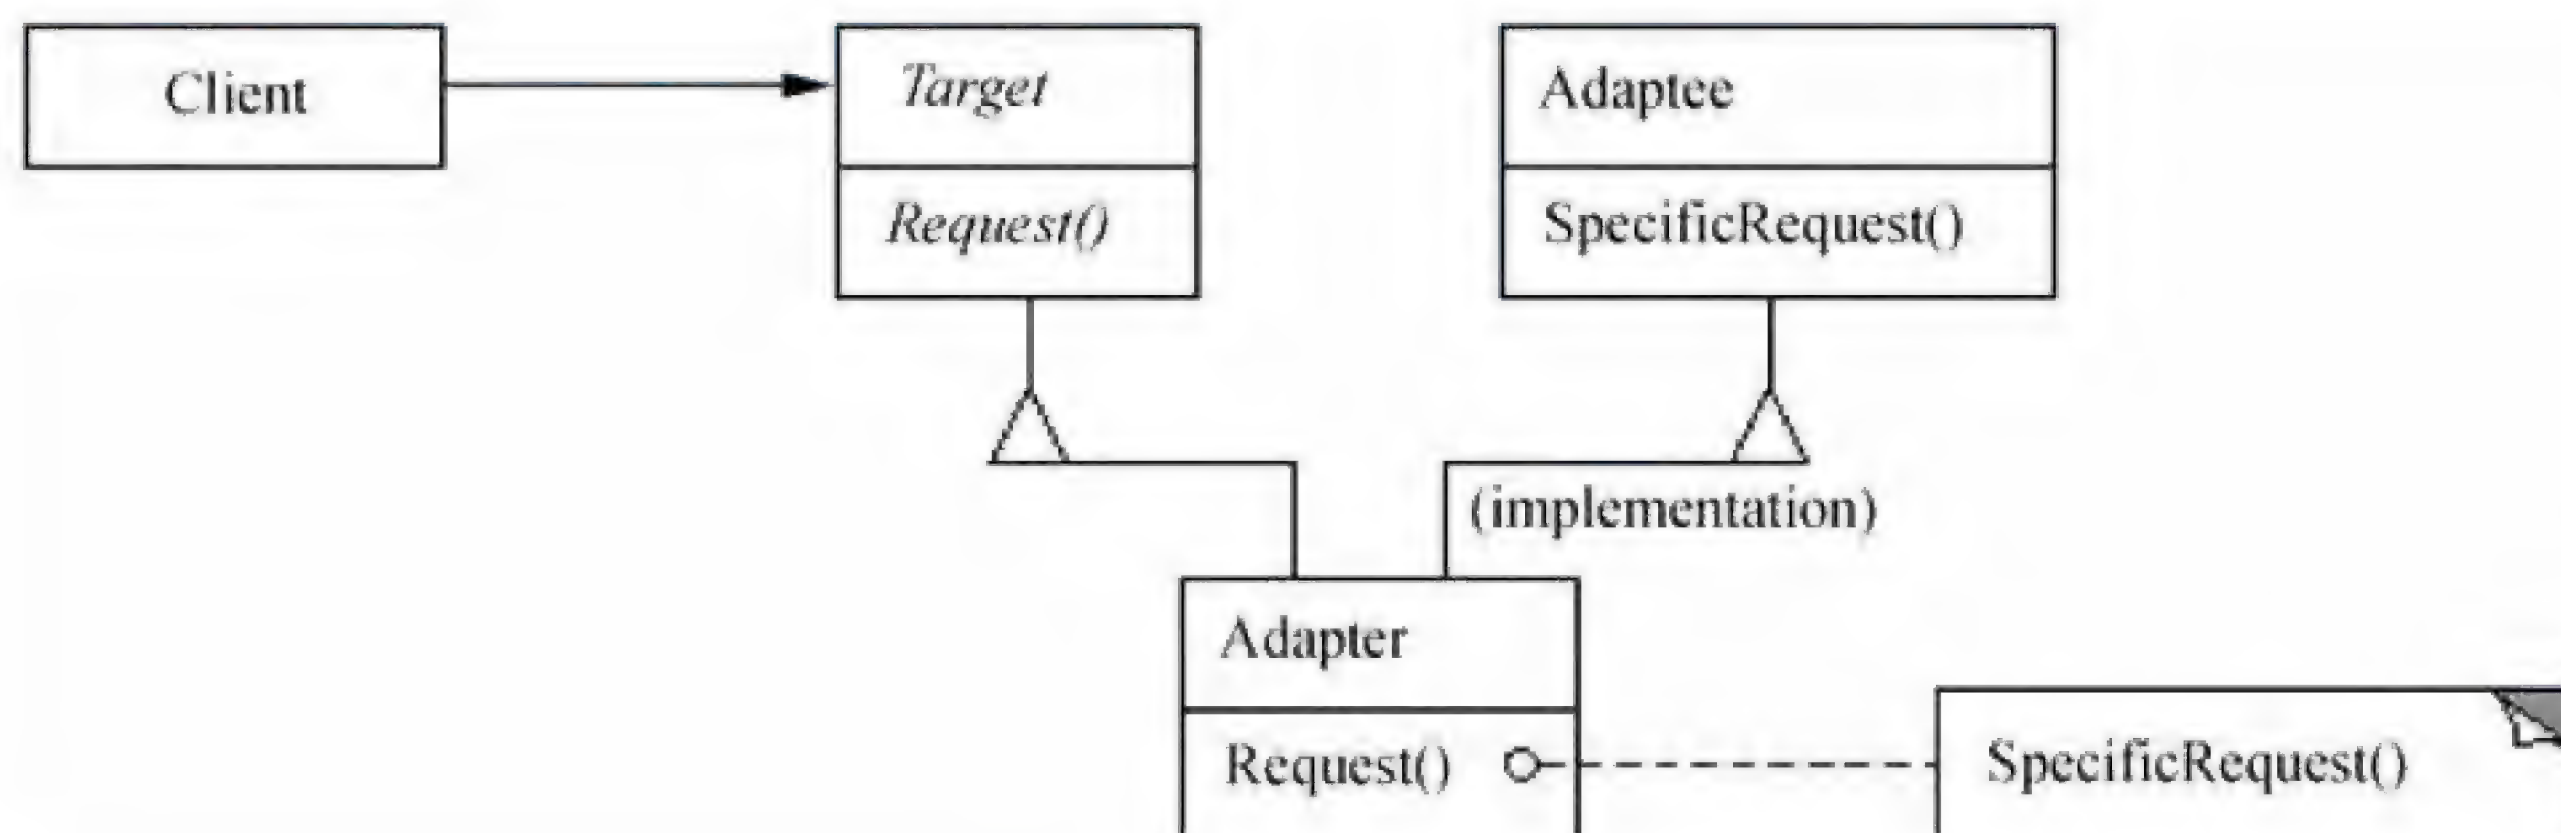 Client
Target
Request()
Adaptee
SpecificRequest()
(implementation)
Adapter
Request()
SpecificRequest()